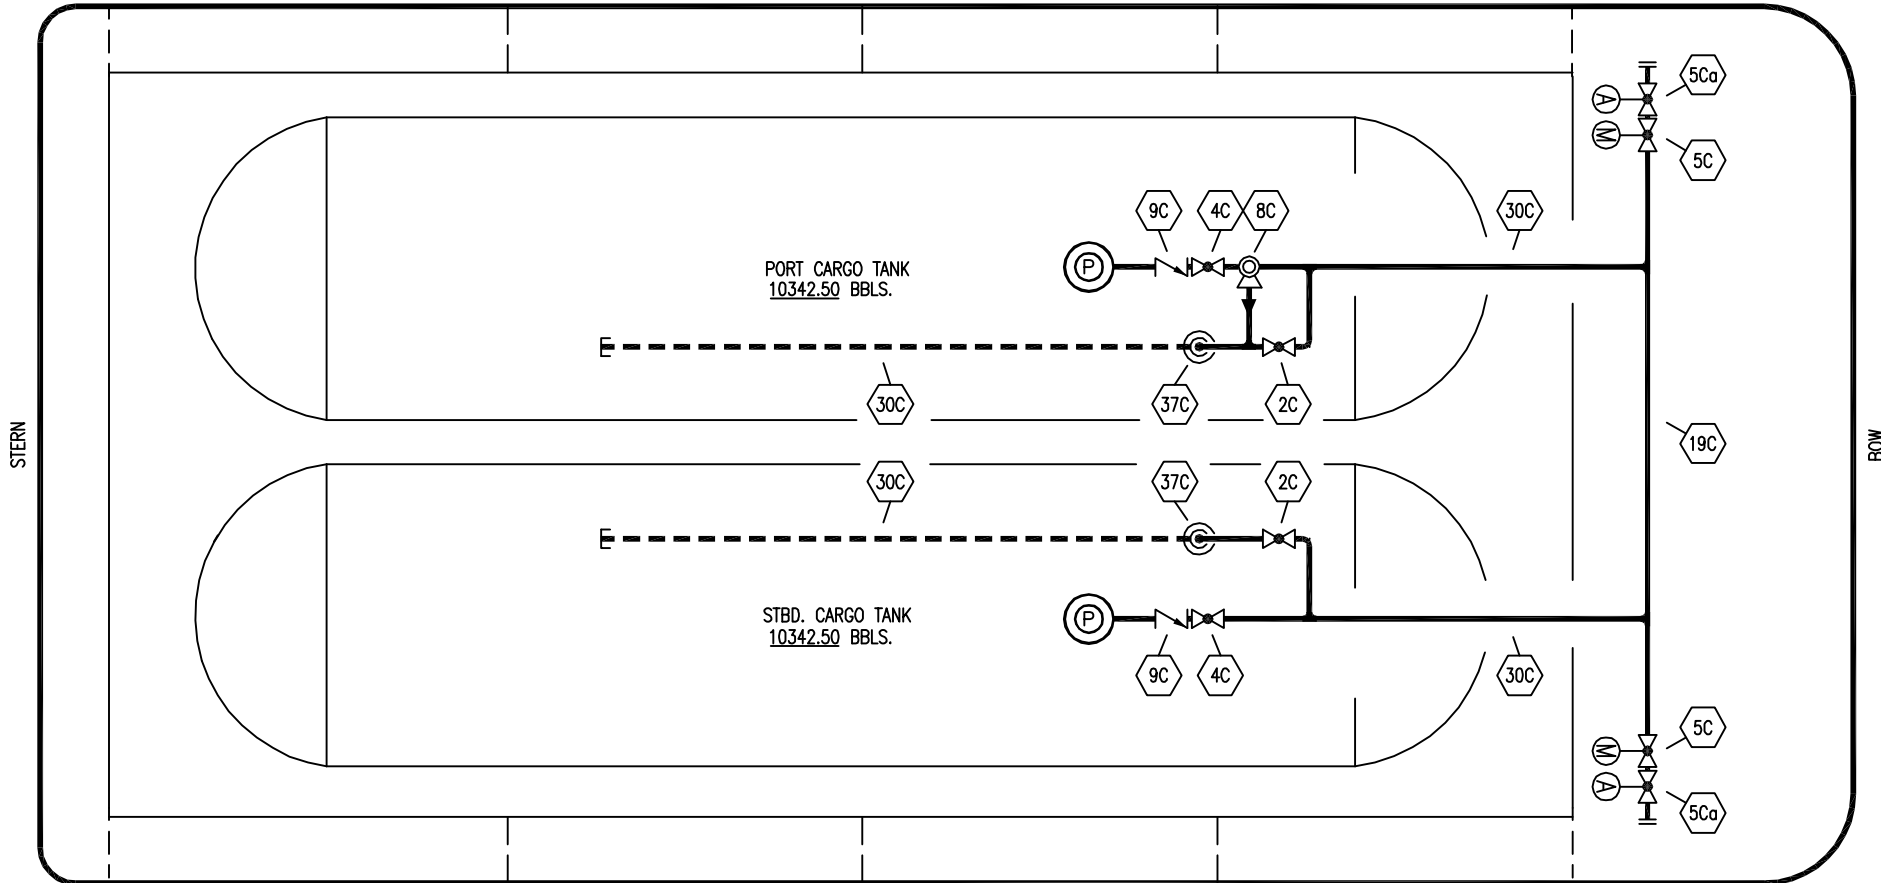 5Ca
A
M
5C
9C
4C
8C
30C
PORT CARGO TANK
10342.50 BBLS.
P
30C
37C
2C
STERN
BOW
19C
30C
37C
2C
STBD. CARGO TANK
10342.50 BBLS.
P
9C
4C
30C
5C
M
A
5Ca